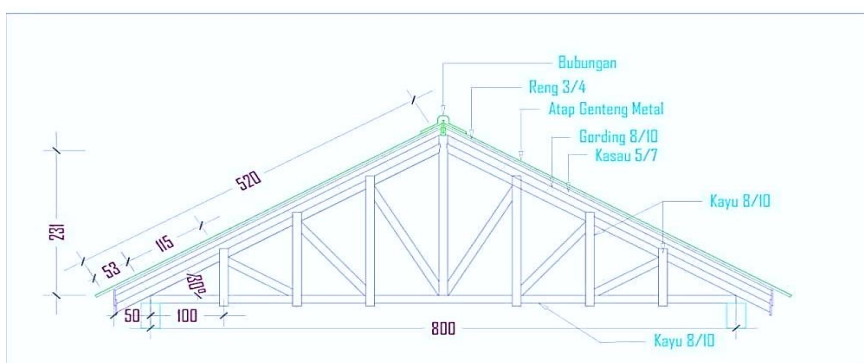 Bubungan
Reng 3/4
Atap Genteng Metal
Gording 8/10
Kasau 5/7
520
Kayu 8/10
231
115
53
30º
50
100
800
Kayu 8/10